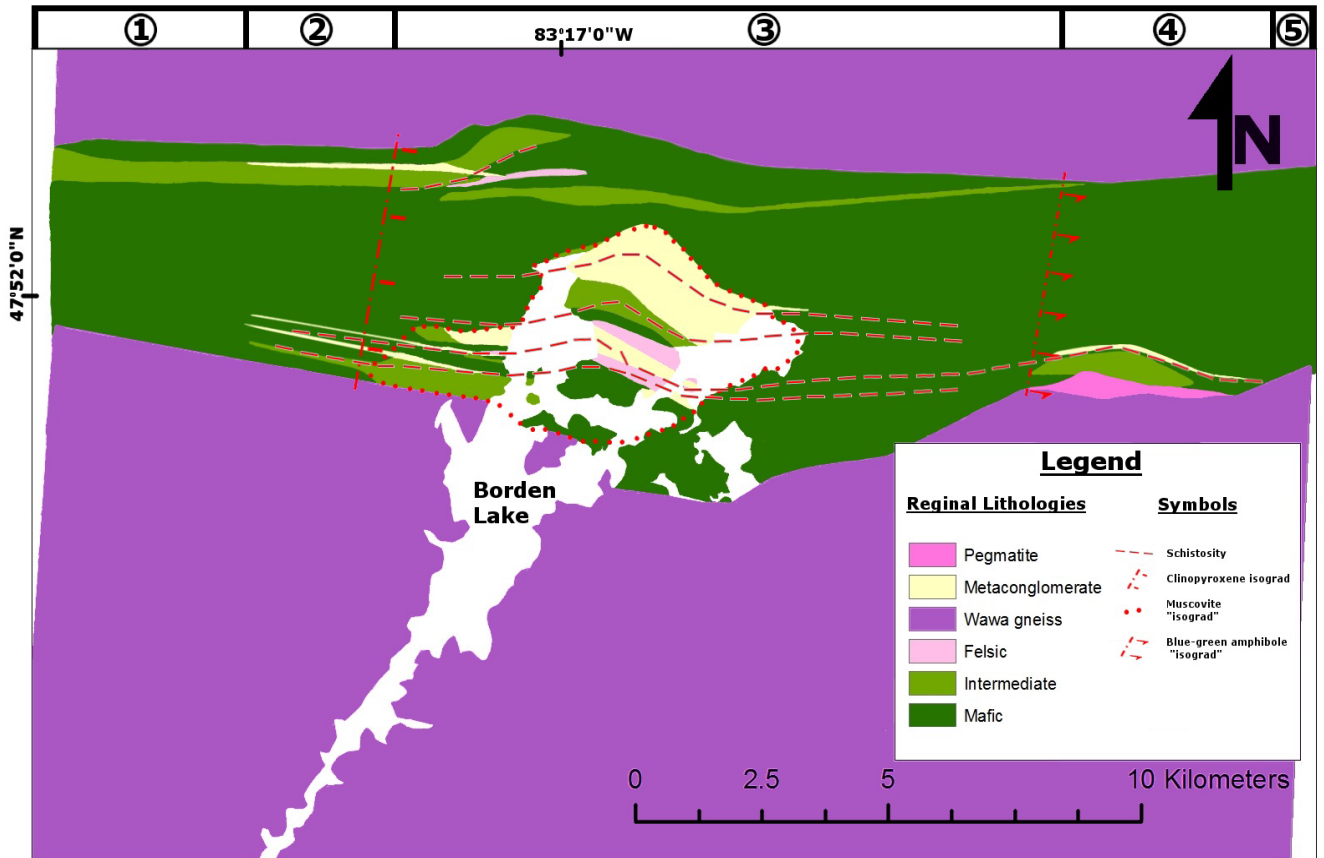 ① ② ③ ④ ⑤
83°17'0"W
N
47°52'0"N
Borden
Lake
Legend
Reginal Lithologies
Pegmatite
Metaconglomerate
Wawa gneiss
Felsic
Intermediate
Mafic
Symbols
Schistosity
Clinopyroxene isograd
Muscovite
"isograd"
Blue-green amphibole
"isograd"
0 2.5 5 10 Kilometers